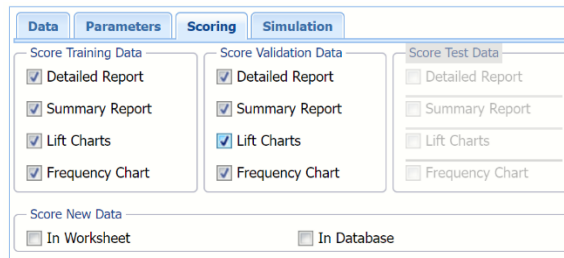 Data Parameters Scoring Simulation
Score Training Data Score Validation Data Score Test Data
Detailed Report Detailed Report Detailed Report
Summary Report Summary Report Summary Report
Lift Charts Lift Charts Lift Charts
Frequency Chart Frequency Chart Frequency Chart
Score New Data
In Worksheet In Database